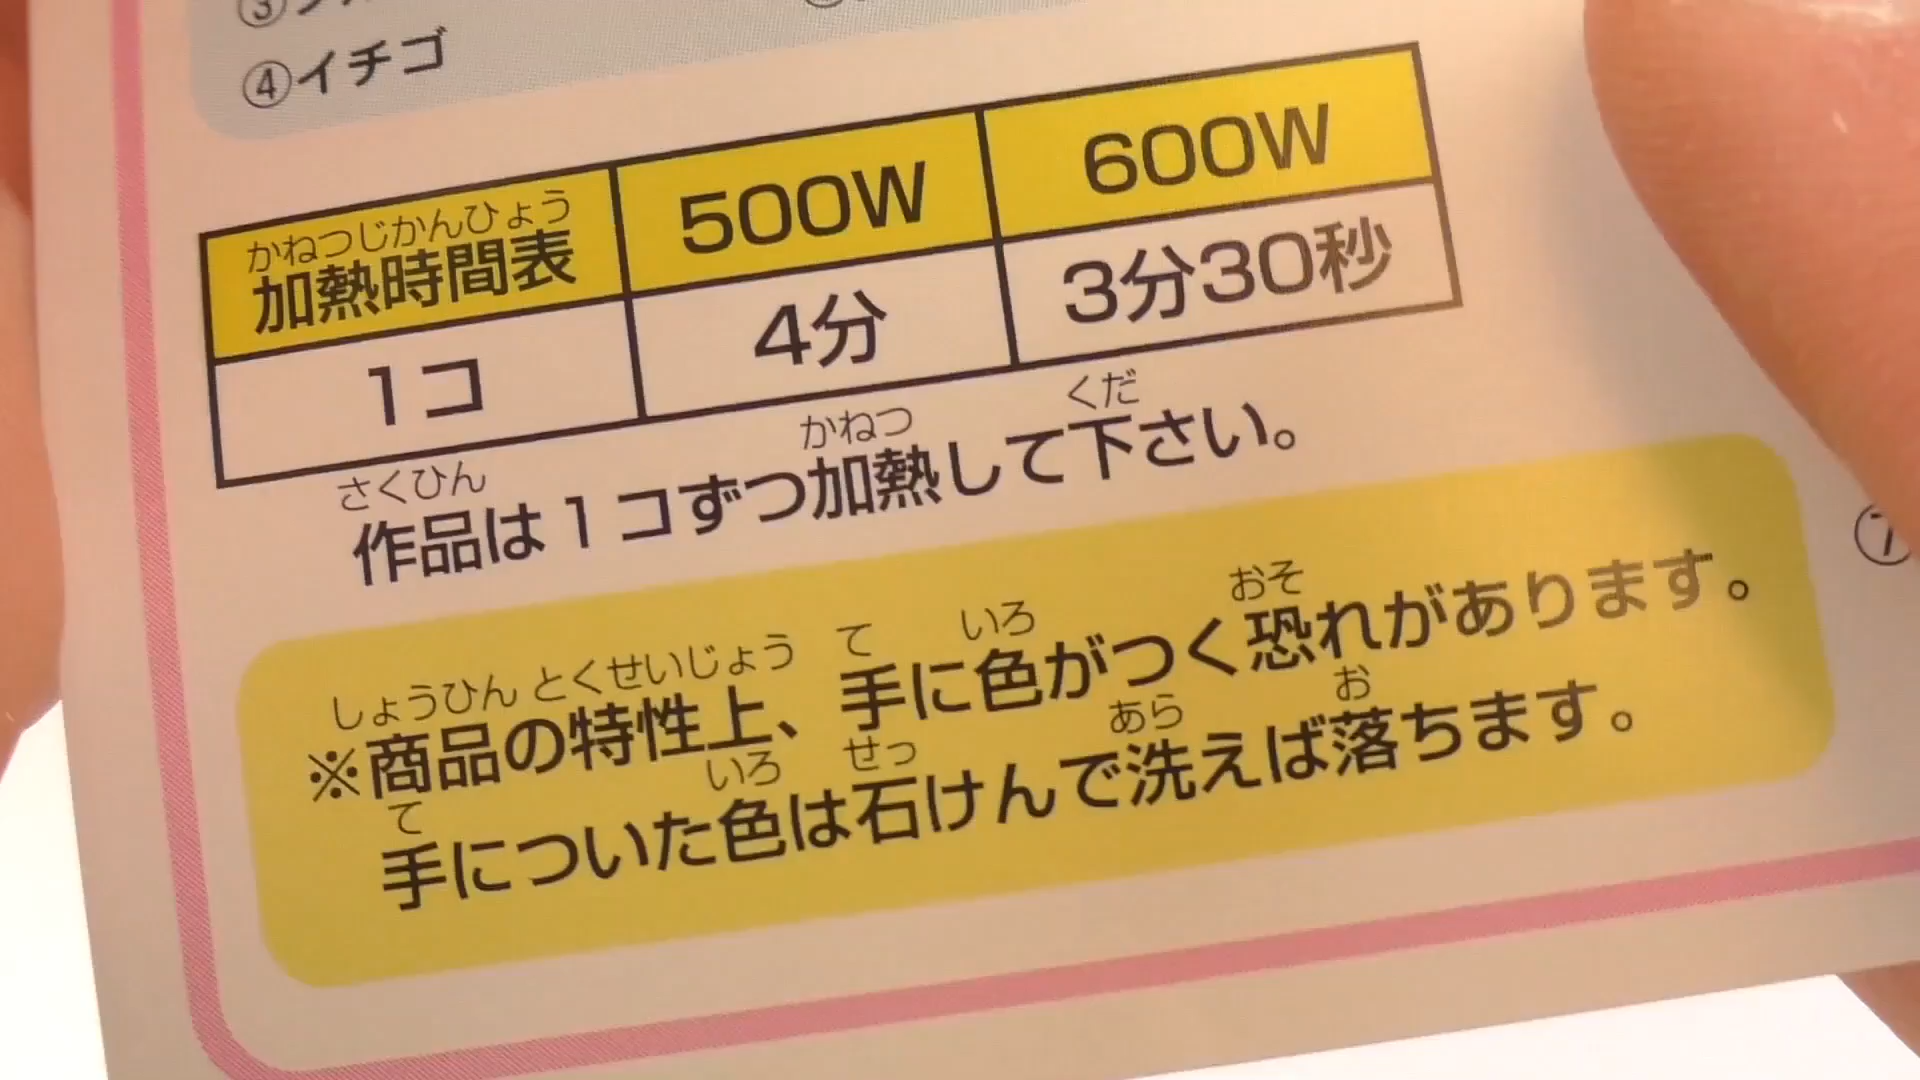 ④イチゴ
かねつじかんひょう
加熱時間表 500W 600W
1コ 4分 3分30秒
さくひん かねつ くだ
作品は1コずつ加熱して下さい。
しょうひん とくせいじょう て いろ おそ
※商品の特性上、手に色がつく恐れがあります。
て いろ せっ あら お
手についた色は石けんで洗えば落ちます。
⑦